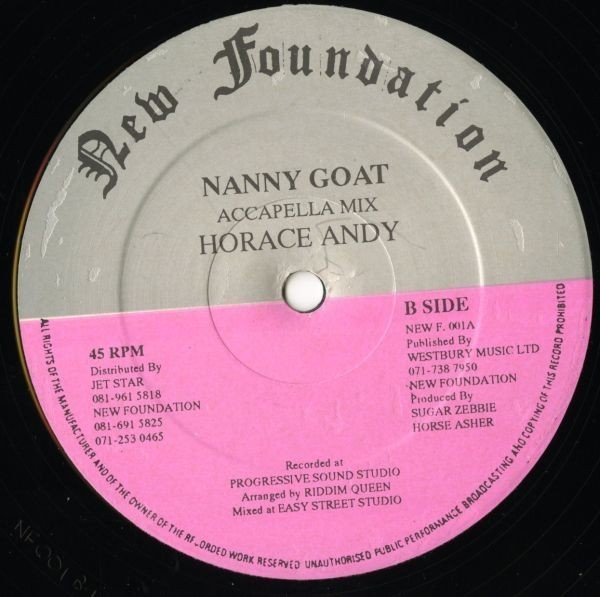 New Foundation
NANNY GOAT
ACCAPELLA MIX
HORACE ANDY
45 RPM
Distributed By
JET STAR
081-961 5818
NEW FOUNDATION
081-691 5825
071-253 0465
B SIDE
NEW F. 001A
Published By
WESTBURY MUSIC LTD
071-738 7950
NEW FOUNDATION
Produced By
SUGAR ZEBBIE
HORSE ASHER
Recorded at
PROGRESSIVE SOUND STUDIO
Arranged by RIDDIM QUEEN
Mixed at EASY STREET STUDIO
ALL RIGHTS OF THE MANUFACTURER AND OF THE OWNER OF THE RECORDED WORK RESERVED UNAUTHORISED PUBLIC PERFORMANCE BROADCASTING AND COPYING OF THIS RECORD PROHIBITED